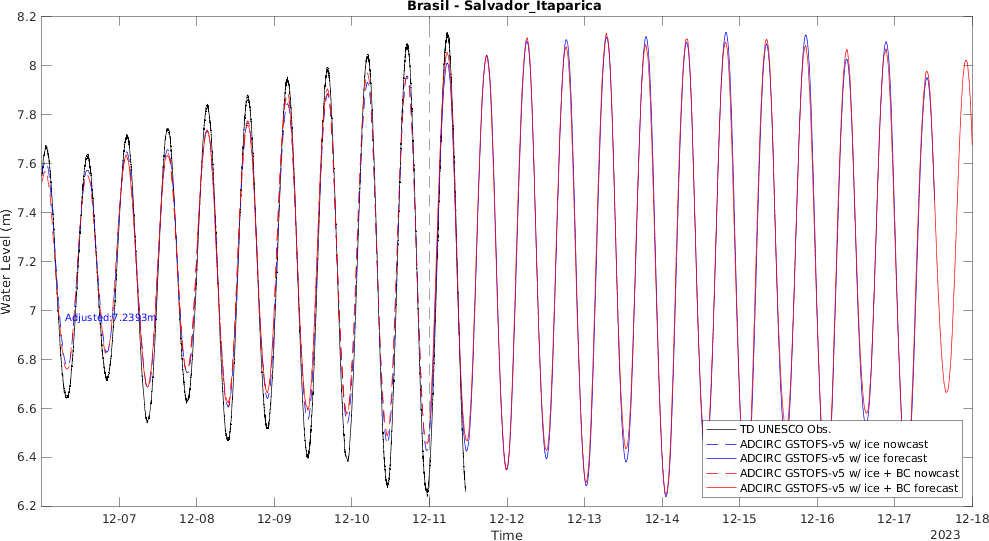 Brasil - Salvador_Itaparica
8.2
8
7.8
7.6
7.4
7.2
7
6.8
6.6
6.4
6.2
Water Level (m)
Adjusted:7.2393m
TD UNESCO Obs.
ADCIRC GSTOFS-v5 w/ ice nowcast
ADCIRC GSTOFS-v5 w/ ice forecast
ADCIRC GSTOFS-v5 w/ ice + BC nowcast
ADCIRC GSTOFS-v5 w/ ice + BC forecast
12-07 12-08 12-09 12-10 12-11 12-12 12-13 12-14 12-15 12-16 12-17 12-18
Time
2023